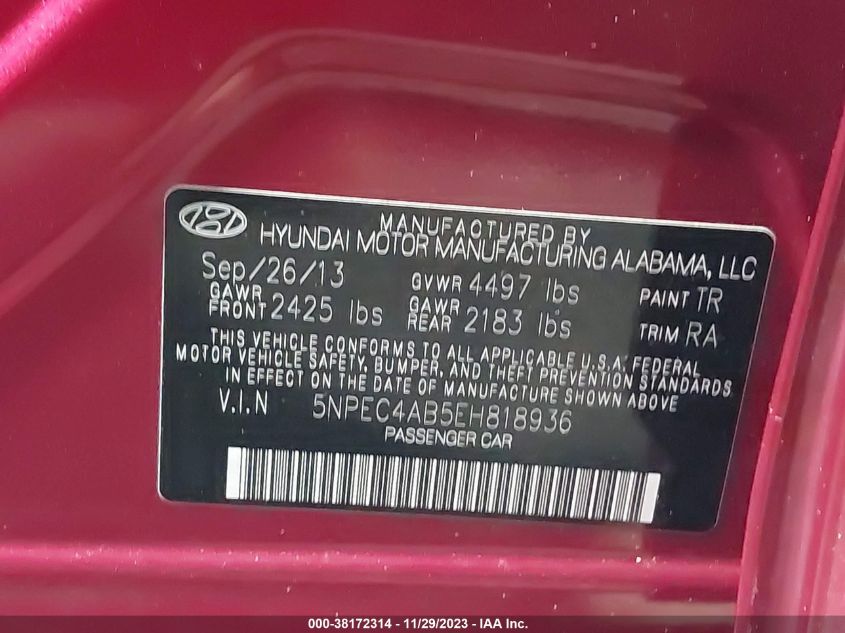 MANUFACTURED BY
HYUNDAI MOTOR MANUFACTURING ALABAMA, LLC
Sep/26/13 GVWR 4497 lbs PAINT TR
GAWR FRONT 2425 lbs GAWR REAR 2183 lbs TRIM RA
THIS VEHICLE CONFORMS TO ALL APPLICABLE U.S.A. FEDERAL
MOTOR VEHICLE SAFETY, BUMPER, AND THEFT PREVENTION STANDARDS
IN EFFECT ON THE DATE OF MANUFACTURE SHOWN ABOVE
V.I.N 5NPEC4AB5EH818936
PASSENGER CAR
000-38172314 - 11/29/2023 - IAA Inc.